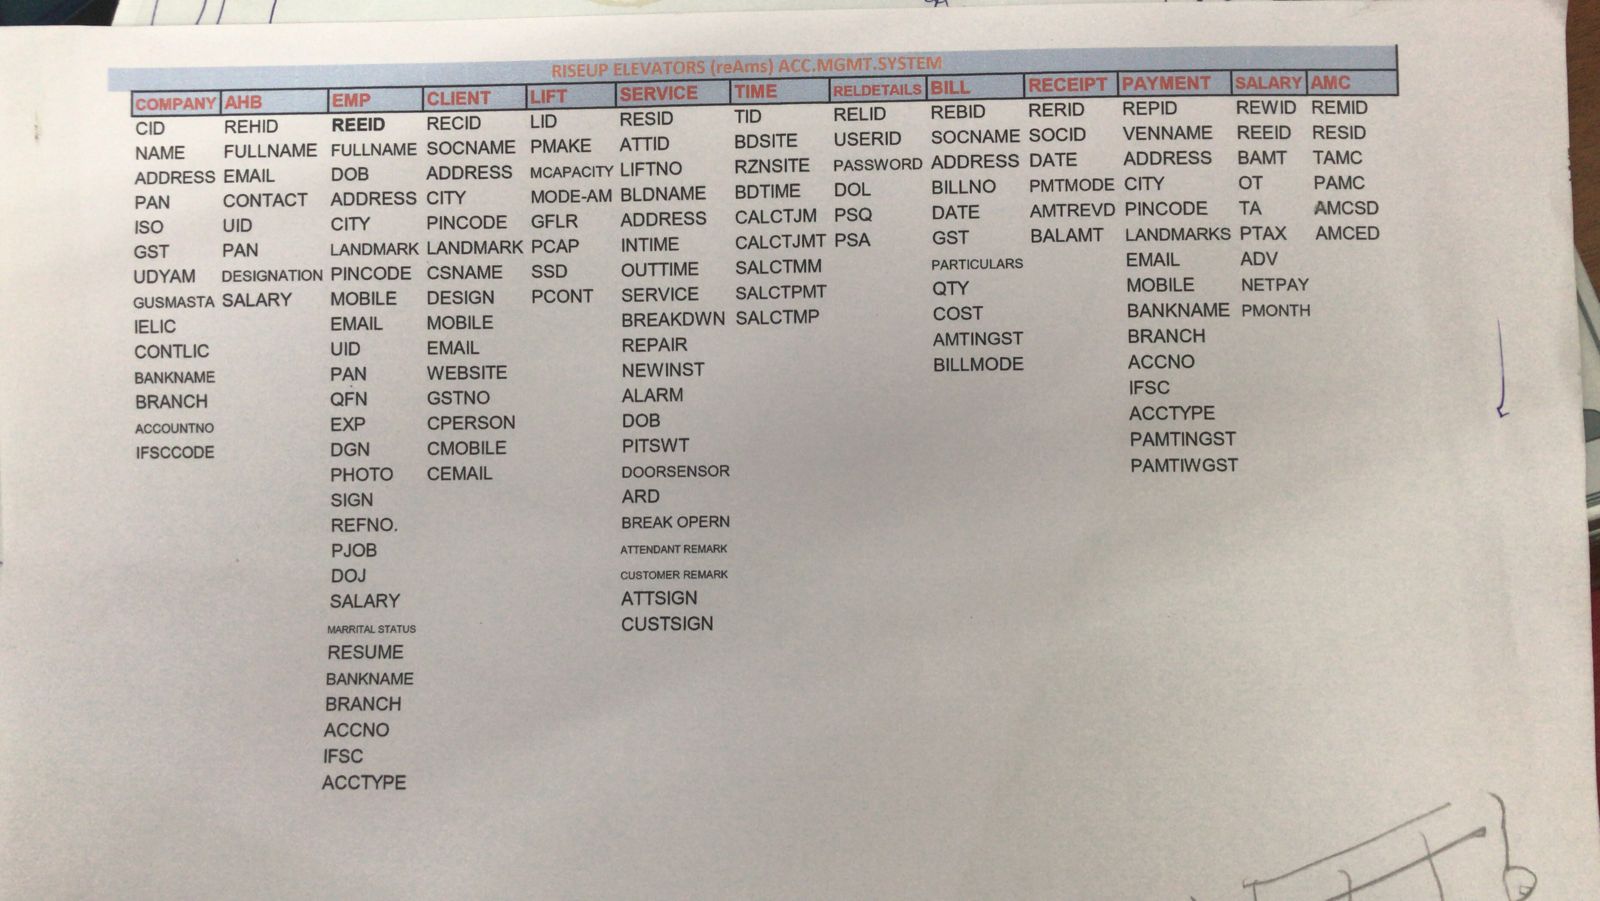 RISEUP ELEVATORS (reAms) ACC.MGMT.SYSTEM
COMPANY AHB EMP CLIENT LIFT SERVICE TIME RELDETAILS BILL RECEIPT PAYMENT SALARY AMC
CID REHID REEID RECID LID RESID TID RELID REBID RERID REPID REWID REMID
NAME FULLNAME FULLNAME SOCNAME PMAKE ATTID BDSITE USERID SOCNAME SOCID VENNAME REEID RESID
ADDRESS EMAIL DOB ADDRESS MCAPACITY LIFTNO RZNSITE PASSWORD ADDRESS DATE ADDRESS BAMT TAMC
PAN CONTACT ADDRESS CITY MODE-AM BLDNAME BDTIME DOL BILLNO PMTMODE CITY OT PAMC
ISO UID CITY PINCODE GFLR ADDRESS CALCTJM PSQ DATE AMTREVD PINCODE TA AMCSD
GST PAN LANDMARK LANDMARK PCAP INTIME CALCTJMT PSA GST BALAMT LANDMARKS PTAX AMCED
UDYAM DESIGNATION PINCODE CSNAME SSD OUTTIME SALCTMM PARTICULARS EMAIL ADV
GUSMASTA SALARY MOBILE DESIGN PCONT SERVICE SALCTPMT QTY MOBILE NETPAY
IELIC EMAIL MOBILE BREAKDWN SALCTMP COST BANKNAME PMONTH
CONTLIC UID EMAIL REPAIR AMTINGST BRANCH
BANKNAME PAN WEBSITE NEWINST BILLMODE ACCNO
BRANCH QFN GSTNO ALARM IFSC
ACCOUNTNO EXP CPERSON DOB ACCTYPE
IFSCCODE DGN CMOBILE PITSWT PAMTINGST
PHOTO CEMAIL DOORSENSOR PAMTIWGST
SIGN ARD
REFNO. BREAK OPERN
PJOB ATTENDANT REMARK
DOJ CUSTOMER REMARK
SALARY ATTSIGN
MARRITAL STATUS CUSTSIGN
RESUME
BANKNAME
BRANCH
ACCNO
IFSC
ACCTYPE